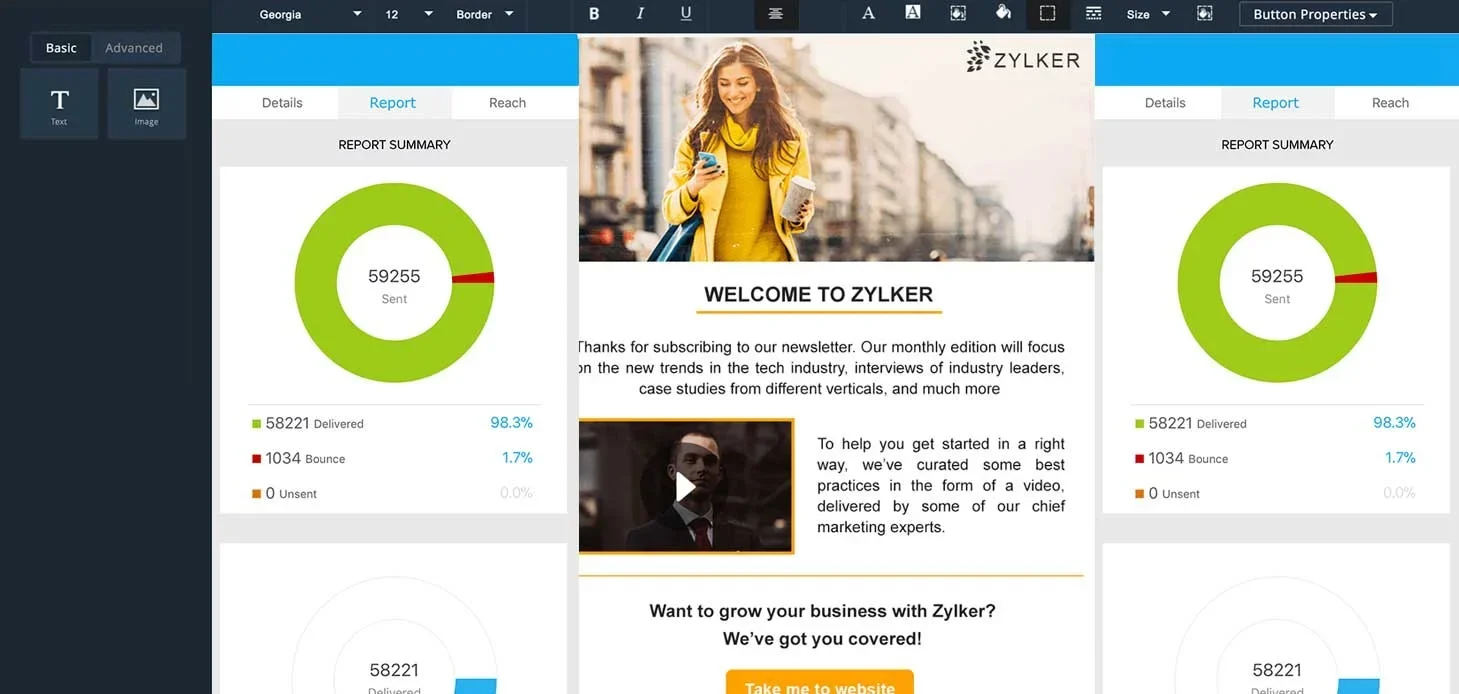 Georgia 12 Border B I U A A Size Button Properties
Basic Advanced
T
Text
Image
Details Report Reach
REPORT SUMMARY
59255
Sent
58221 Delivered 98.3%
1034 Bounce 1.7%
0 Unsent 0.0%
58221
Delivered
ZYLKER
WELCOME TO ZYLKER
Thanks for subscribing to our newsletter. Our monthly edition will focus
on the new trends in the tech industry, interviews of industry leaders,
case studies from different verticals, and much more
To help you get started in a right
way, we've curated some best
practices in the form of a video,
delivered by some of our chief
marketing experts.
Want to grow your business with Zylker?
We've got you covered!
Take me to website
Details Report Reach
REPORT SUMMARY
59255
Sent
58221 Delivered 98.3%
1034 Bounce 1.7%
0 Unsent 0.0%
58221
Delivered